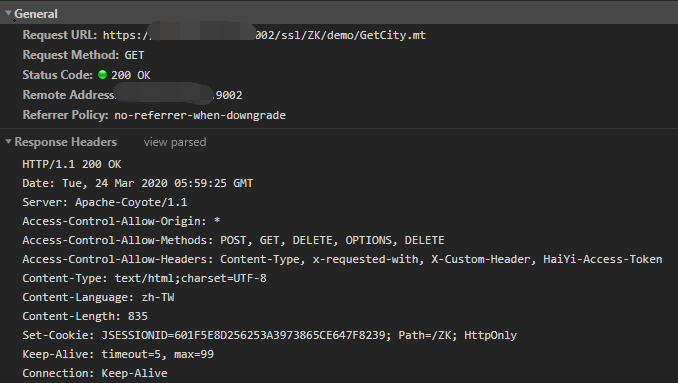 General
Request URL: https:/ 002/ssl/ZK/demo/GetCity.mt
Request Method: GET
Status Code: 200 OK
Remote Address .9002
Referrer Policy: no-referrer-when-downgrade
Response Headers view parsed
HTTP/1.1 200 OK
Date: Tue, 24 Mar 2020 05:59:25 GMT
Server: Apache-Coyote/1.1
Access-Control-Allow-Origin: *
Access-Control-Allow-Methods: POST, GET, DELETE, OPTIONS, DELETE
Access-Control-Allow-Headers: Content-Type, x-requested-with, X-Custom-Header, HaiYi-Access-Token
Content-Type: text/html;charset=UTF-8
Content-Language: zh-TW
Content-Length: 835
Set-Cookie: JSESSIONID=601F5E8D256253A3973865CE647F8239; Path=/ZK; HttpOnly
Keep-Alive: timeout=5, max=99
Connection: Keep-Alive